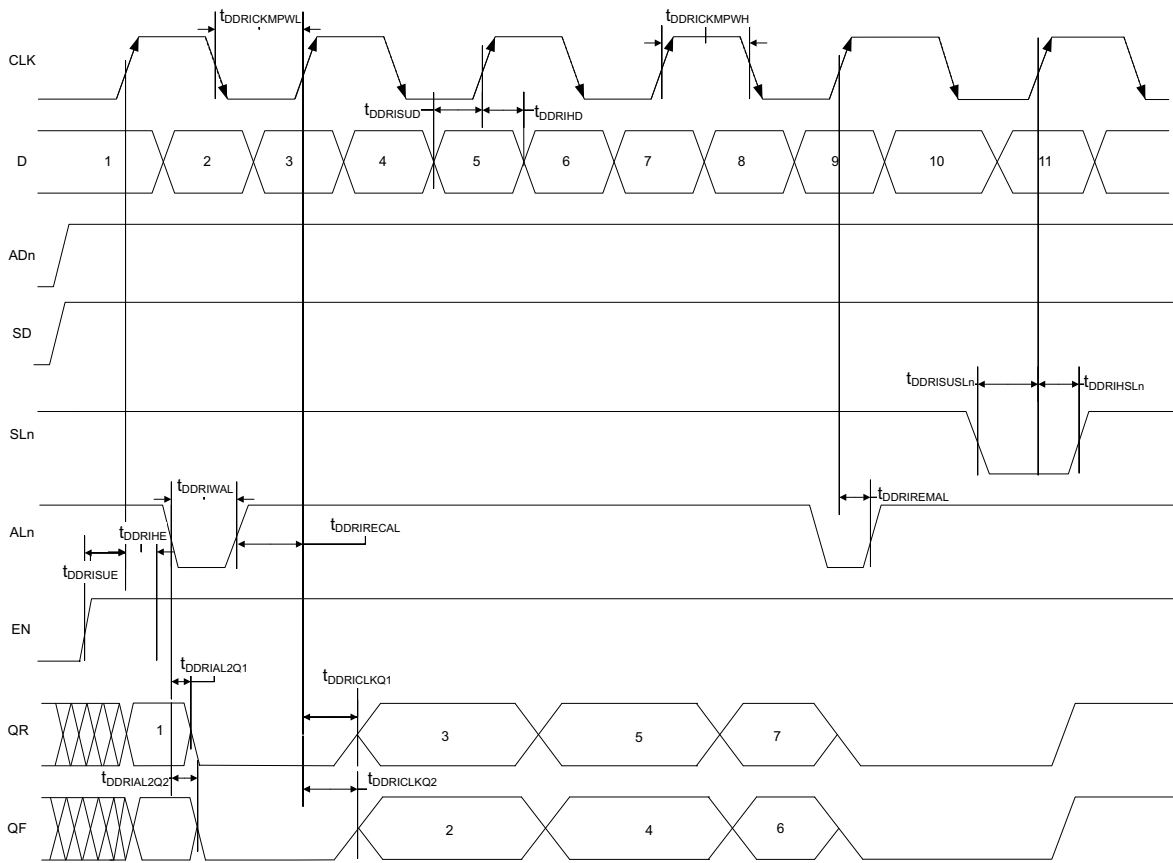 tDDRICKMPWL
tDDRICKMPWH
CLK
tDDRISUD
tDDRIHD
D
1
2
3
4
5
6
7
8
9
10
11
ADn
SD
tDDRISUSLn
tDDRIHSLn
SLn
tDDRIWAL
tDDRIREMAL
ALn
tDDRIHE
tDDRIRECAL
tDDRISUE
EN
tDDRIAL2Q1
tDDRICLKQ1
QR
1
3
5
7
tDDRIAL2Q2
tDDRICLKQ2
QF
2
4
6